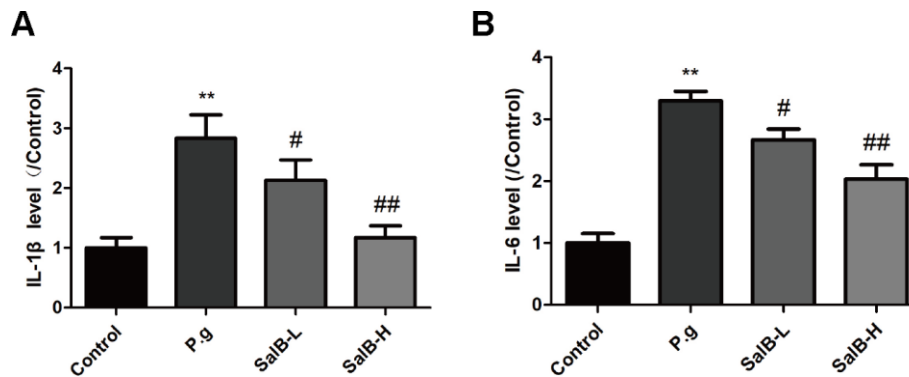 A
IL-1β level (/Control)
4
3
2
1
0
**
#
##
Control
P.g
SalB-L
SalB-H
B
IL-6 level (/Control)
4
3
2
1
0
**
#
##
Control
P.g
SalB-L
SalB-H